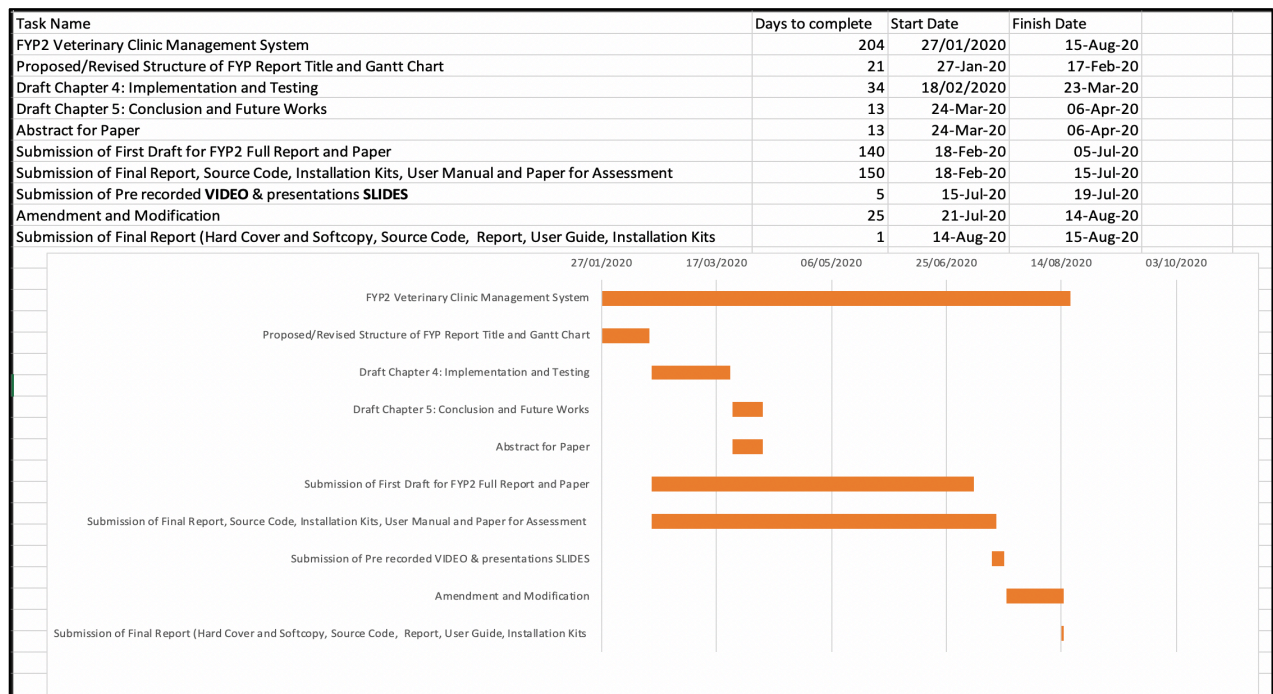 Task Name Days to complete Start Date Finish Date
FYP2 Veterinary Clinic Management System 204 27/01/2020 15-Aug-20
Proposed/Revised Structure of FYP Report Title and Gantt Chart 21 27-Jan-20 17-Feb-20
Draft Chapter 4: Implementation and Testing 34 18/02/2020 23-Mar-20
Draft Chapter 5: Conclusion and Future Works 13 24-Mar-20 06-Apr-20
Abstract for Paper 13 24-Mar-20 06-Apr-20
Submission of First Draft for FYP2 Full Report and Paper 140 18-Feb-20 05-Jul-20
Submission of Final Report, Source Code, Installation Kits, User Manual and Paper for Assessment 150 18-Feb-20 15-Jul-20
Submission of Pre recorded VIDEO & presentations SLIDES 5 15-Jul-20 19-Jul-20
Amendment and Modification 25 21-Jul-20 14-Aug-20
Submission of Final Report (Hard Cover and Softcopy, Source Code,  Report, User Guide, Installation Kits 1 14-Aug-20 15-Aug-20
27/01/2020 17/03/2020 06/05/2020 25/06/2020 14/08/2020 03/10/2020
FYP2 Veterinary Clinic Management System
Proposed/Revised Structure of FYP Report Title and Gantt Chart
Draft Chapter 4: Implementation and Testing
Draft Chapter 5: Conclusion and Future Works
Abstract for Paper
Submission of First Draft for FYP2 Full Report and Paper
Submission of Final Report, Source Code, Installation Kits, User Manual and Paper for Assessment
Submission of Pre recorded VIDEO & presentations SLIDES
Amendment and Modification
Submission of Final Report (Hard Cover and Softcopy, Source Code,  Report, User Guide, Installation Kits